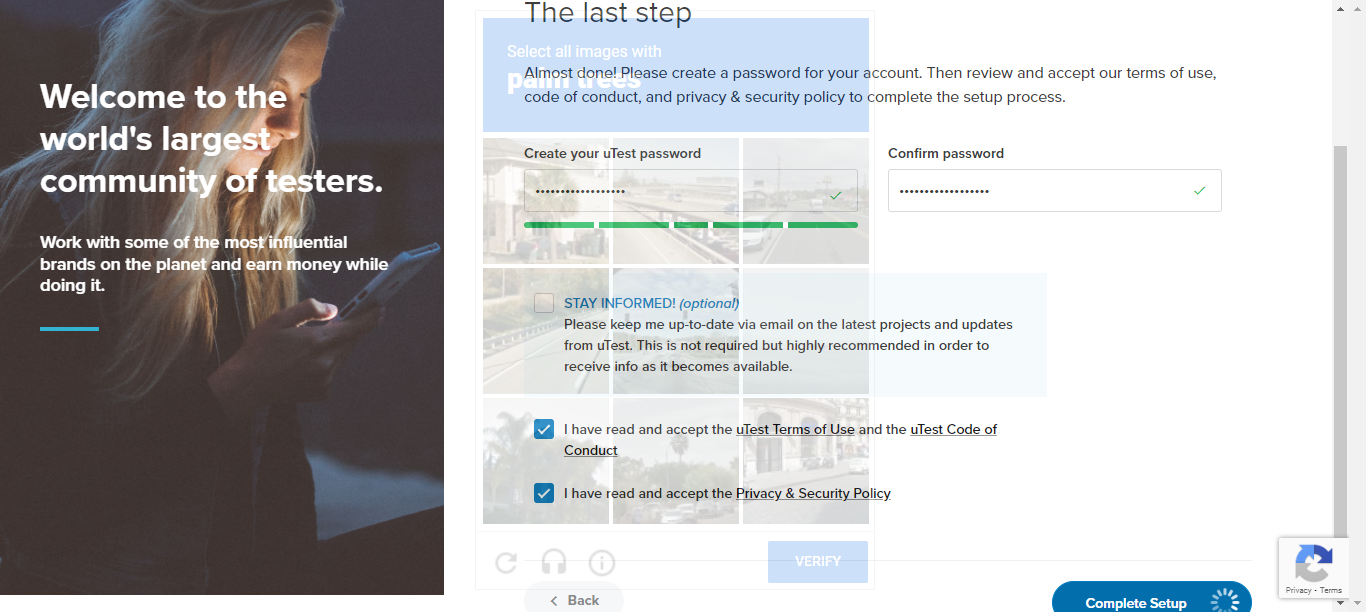 Welcome to the
world's largest
community of testers.
Work with some of the most influential
brands on the planet and earn money while
doing it.
The last step
Select all images with
palm trees
Almost done! Please create a password for your account. Then review and accept our terms of use,
code of conduct, and privacy & security policy to complete the setup process.
Create your uTest password
Confirm password
STAY INFORMED! (optional)
Please keep me up-to-date via email on the latest projects and updates
from uTest. This is not required but highly recommended in order to
receive info as it becomes available.
I have read and accept the uTest Terms of Use and the uTest Code of
Conduct
I have read and accept the Privacy & Security Policy
VERIFY
Back
Complete Setup
Privacy - Terms